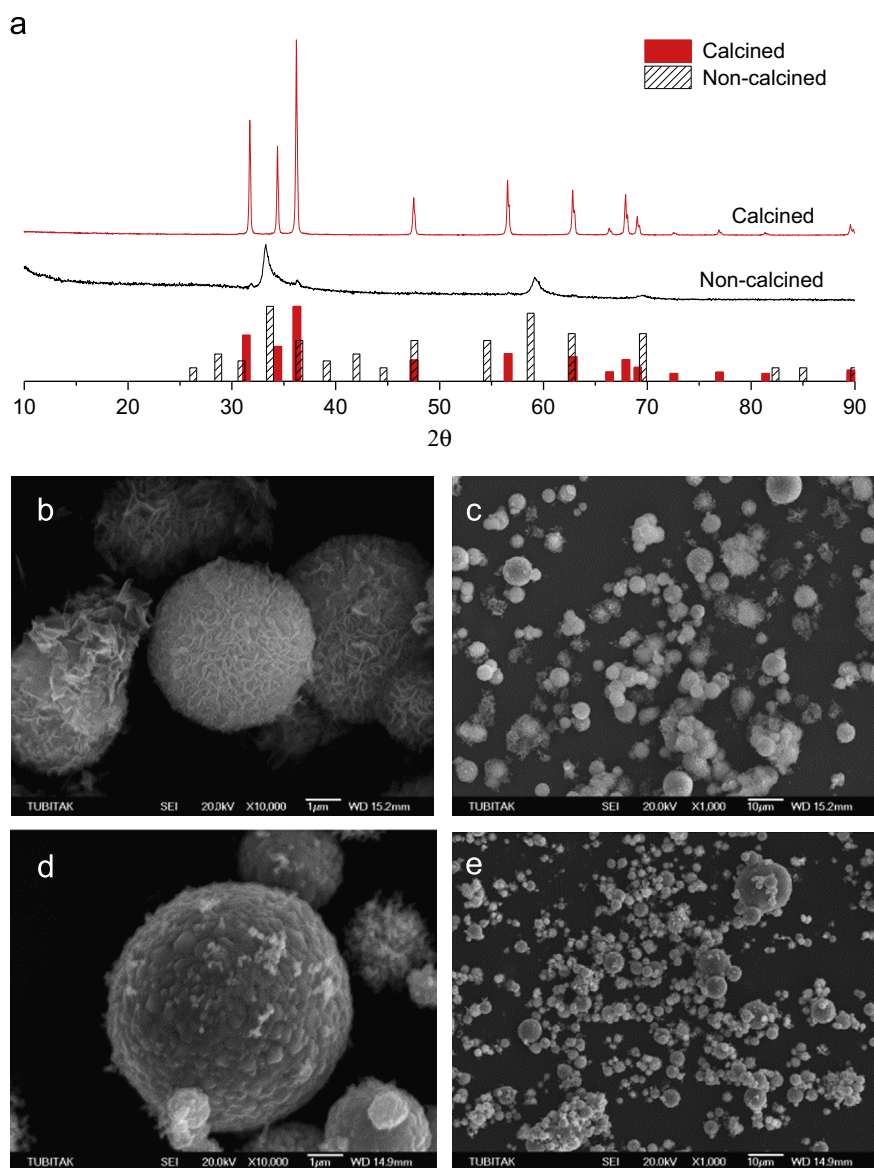 a
Calcined
Non-calcined
Calcined
Non-calcined
10 20 30 40 50 60 70 80 90
2θ
b
TUBITAK SEI 20.0kV X10,000 1µm WD 15.2mm
c
TUBITAK SEI 20.0kV X1,000 10µm WD 15.2mm
d
TUBITAK SEI 20.0kV X10,000 1µm WD 14.9mm
e
TUBITAK SEI 20.0kV X1,000 10µm WD 14.9mm